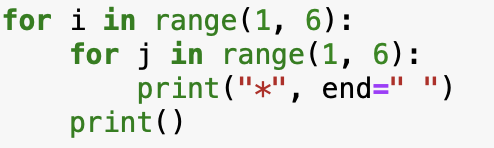 for i in range(1, 6):
    for j in range(1, 6):
        print("*", end=" ")
    print()